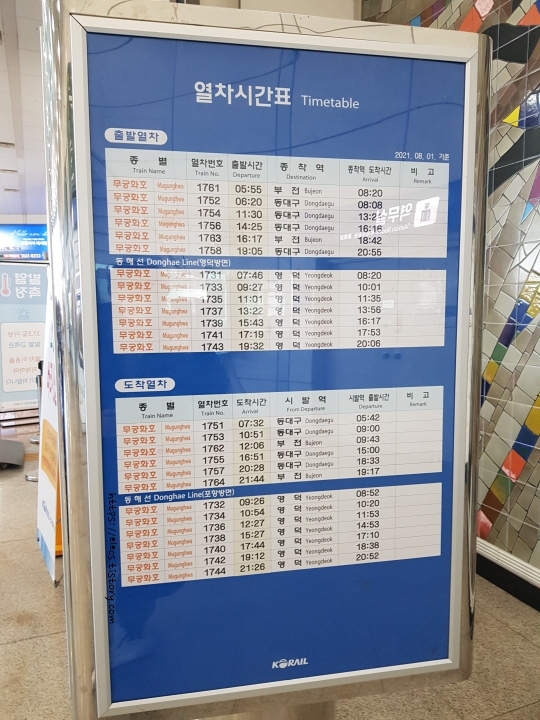 열차시간표 Timetable
출발열차
2021. 08. 01. 기준
종 별 열차번호 출발시간 종 착 역 종착역 도착시간 비 고
Train Name Train No. Departure Destination Arrival Remark
무궁화호 Mugunghwa 1761 05:55 부 전 Bujeon 08:20
무궁화호 Mugunghwa 1752 06:20 동대구 Dongdaegu 08:08
무궁화호 Mugunghwa 1754 11:30 동대구 Dongdaegu
무궁화호 Mugunghwa 1756 14:25 동대구 Dongdaegu 16:16
무궁화호 Mugunghwa 1763 16:17 부 전 Bujeon 18:42
무궁화호 Mugunghwa 1758 19:05 동대구 Dongdaegu 20:55
역무실
동 해 선 Donghae Line(영덕방면)
무궁화호 Mugunghwa 1731 07:46 영 덕 Yeongdeok 08:20
무궁화호 Mugunghwa 1733 09:27 영 덕 Yeongdeok 10:01
무궁화호 Mugunghwa 1735 11:01 영 덕 Yeongdeok 11:35
무궁화호 Mugunghwa 1737 13:22 영 덕 Yeongdeok 13:56
무궁화호 Mugunghwa 1739 15:43 영 덕 Yeongdeok 16:17
무궁화호 Mugunghwa 1741 17:19 영 덕 Yeongdeok 17:53
무궁화호 Mugunghwa 1743 19:32 영 덕 Yeongdeok 20:06
도착열차
종 별 열차번호 도착시간 시 발 역 시발역 출발시간 비 고
Train Name Train No. Arrival From Departure Departure Remark
무궁화호 Mugunghwa 1751 07:32 동대구 Dongdaegu 05:42
무궁화호 Mugunghwa 1753 10:51 동대구 Dongdaegu 09:00
무궁화호 Mugunghwa 1762 12:06 부 전 Bujeon 09:43
무궁화호 Mugunghwa 1755 16:51 동대구 Dongdaegu 15:00
무궁화호 Mugunghwa 1757 20:28 동대구 Dongdaegu 18:33
무궁화호 Mugunghwa 1764 21:44 부 전 Bujeon 19:17
동 해 선 Donghae Line(포항방면)
무궁화호 Mugunghwa 1732 09:26 영 덕 Yeongdeok 08:52
무궁화호 Mugunghwa 1734 10:54 영 덕 Yeongdeok 10:20
무궁화호 Mugunghwa 1736 12:27 영 덕 Yeongdeok 11:53
무궁화호 Mugunghwa 1738 15:27 영 덕 Yeongdeok 14:53
무궁화호 Mugunghwa 1740 17:44 영 덕 Yeongdeok 17:10
무궁화호 Mugunghwa 1742 19:12 영 덕 Yeongdeok 18:38
무궁화호 Mugunghwa 1744 21:26 영 덕 Yeongdeok 20:52
KORAIL
발열
측정